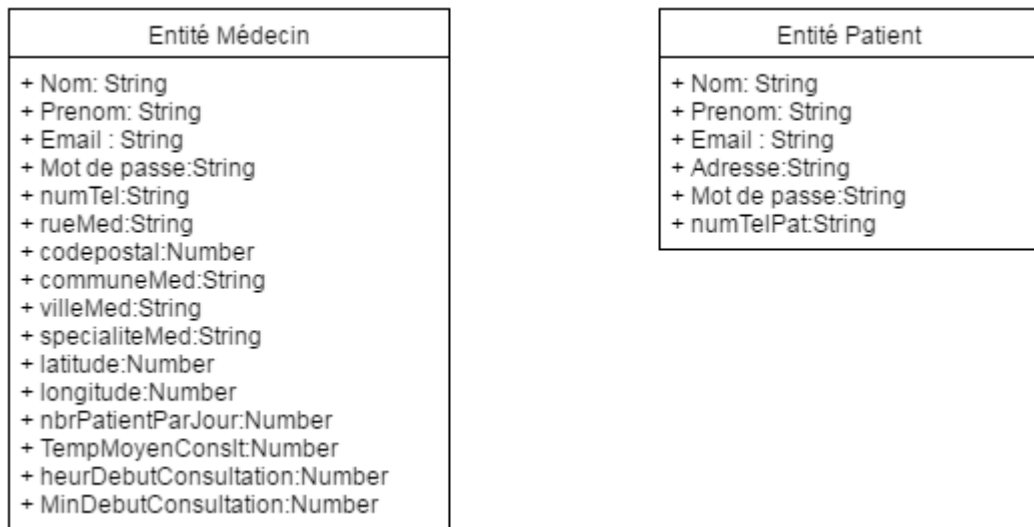 Entité Médecin
+ Nom: String
+ Prenom: String
+ Email : String
+ Mot de passe:String
+ numTel:String
+ rueMed:String
+ codepostal:Number
+ communeMed:String
+ villeMed:String
+ specialiteMed:String
+ latitude:Number
+ longitude:Number
+ nbrPatientParJour:Number
+ TempMoyenConslt:Number
+ heurDebutConsultation:Number
+ MinDebutConsultation:Number
Entité Patient
+ Nom: String
+ Prenom: String
+ Email : String
+ Adresse:String
+ Mot de passe:String
+ numTelPat:String